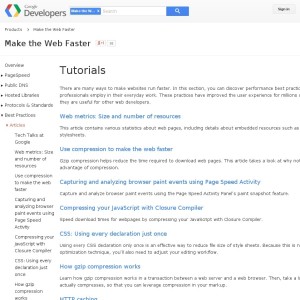 Google
Developers
Make the W...
Search
Products › Make the Web Faster
Make the Web Faster
Overview
PageSpeed
Public DNS
Hosted Libraries
Protocols & Standards
Best Practices
Articles
Tech Talks at
Google
Web metrics: Size
and number of
resources
Use compression
to make the web
faster
Capturing and
analyzing browser
paint events using
Page Speed
Activity
Compressing your
JavaScript with
Closure Compiler
CSS: Using every
declaration just
once
How gzip
compression works
Tutorials
There are many ways to make websites run faster. In this section, you can discover performance best practic
professionals employ in their everyday work. These practices have improved the user experience for millions o
they are useful for other web developers.
Web metrics: Size and number of resources
This article contains various statistics about web pages, including details about embedded resources such as
stylesheets.
Use compression to make the web faster
Gzip compression helps reduce the time required to download web pages. This article takes a look at why not
advantage of compression.
Capturing and analyzing browser paint events using Page Speed Activity
Capture and analyze browser paint events using the Page Speed Activity Panel's paint snapshot feature.
Compressing your JavaScript with Closure Compiler
Speed download times for webpages by compressing your JavaScript with Closure Compiler.
CSS: Using every declaration just once
Using every CSS declaration only once is an effective way to reduce file size of style sheets. Because this is n
optimization technique, you'll also need to adjust your editing workflow.
How gzip compression works
Learn how gzip compression works in a transaction between a web server and a web browser. Then, take a l
actually compresses, so that you can leverage compression in your markup.
HTTP caching